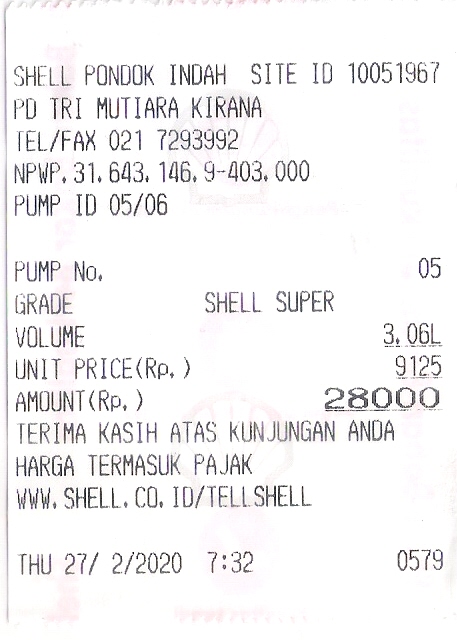 SHELL PONDOK INDAH SITE ID 10051967
PD TRI MUTIARA KIRANA
TEL/FAX 021 7293992
NPWP.31.643.146.9-403.000
PUMP ID 05/06
PUMP No. 05
GRADE SHELL SUPER
VOLUME 3.06L
UNIT PRICE(Rp.) 9125
AMOUNT(Rp.) 28000
TERIMA KASIH ATAS KUNJUNGAN ANDA
HARGA TERMASUK PAJAK
WWW.SHELL.CO.ID/TELLSHELL
THU 27/ 2/2020 7:32 0579